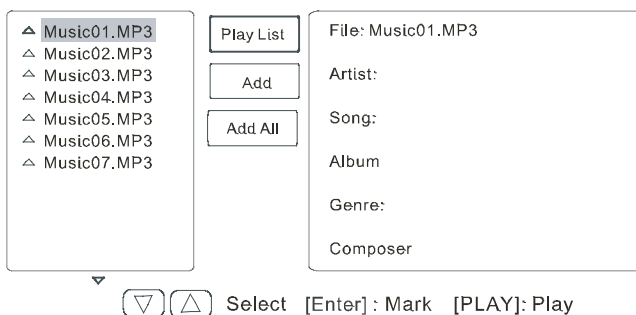 Music01.MP3
Music02.MP3
Music03.MP3
Music04.MP3
Music05.MP3
Music06.MP3
Music07.MP3
Play List
Add
Add All
File: Music01.MP3
Artist:
Song:
Album
Genre:
Composer
Select [Enter] : Mark [PLAY]: Play